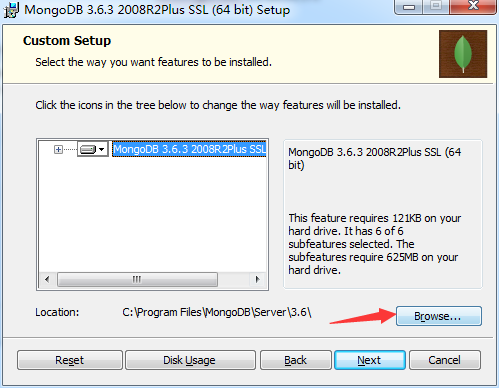 MongoDB 3.6.3 2008R2Plus SSL (64 bit) Setup
Custom Setup
Select the way you want features to be installed.
Click the icons in the tree below to change the way features will be installed.
MongoDB 3.6.3 2008R2Plus SSL
MongoDB 3.6.3 2008R2Plus SSL (64
bit)
This feature requires 121KB on your
hard drive. It has 6 of 6
subfeatures selected. The
subfeatures require 625MB on your
hard drive.
Location: C:\Program Files\MongoDB\Server\3.6\
Browse...
Reset Disk Usage Back Next Cancel